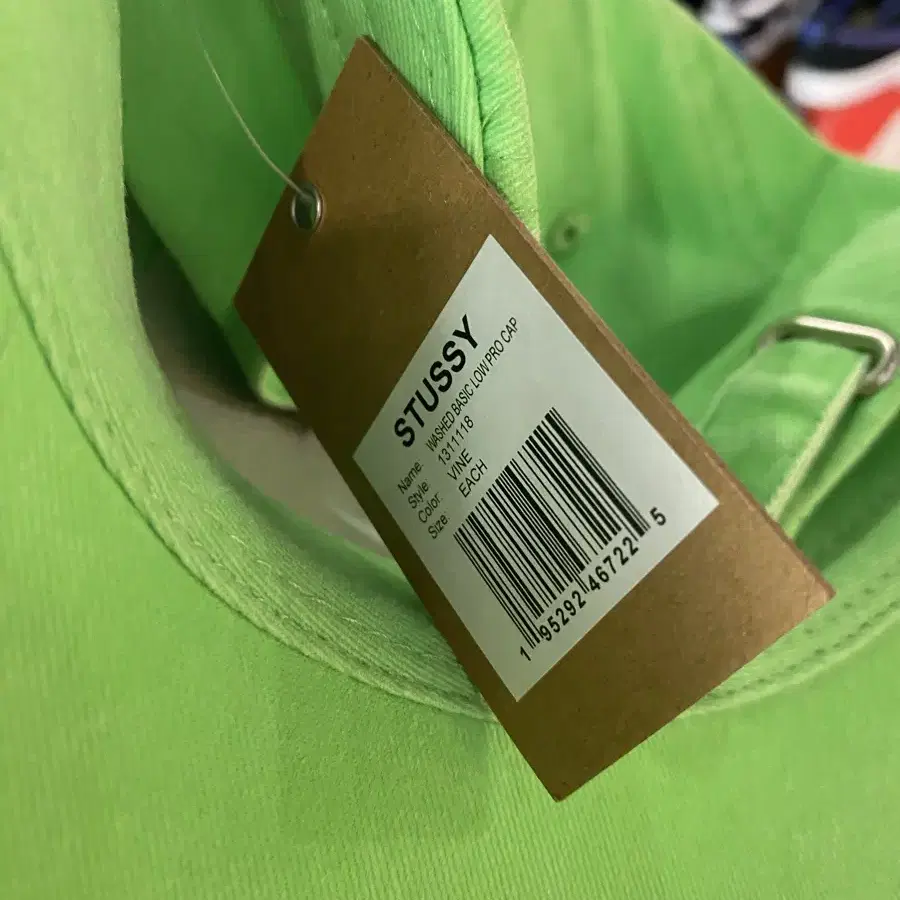 STUSSY
Name: WASHED BASIC LOW PRO CAP
Style: 1311118
Color: VINE
Size: EACH
1 95292 46722 5